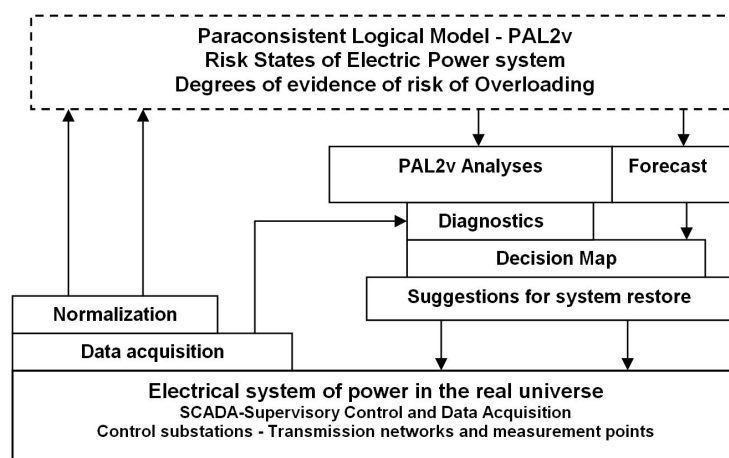 Paraconsistent Logical Model - PAL2v
Risk States of Electric Power system
Degrees of evidence of risk of Overloading
PAL2v Analyses
Forecast
Diagnostics
Decision Map
Suggestions for system restore
Normalization
Data acquisition
Electrical system of power in the real universe
SCADA-Supervisory Control and Data Acquisition
Control substations - Transmission networks and measurement points